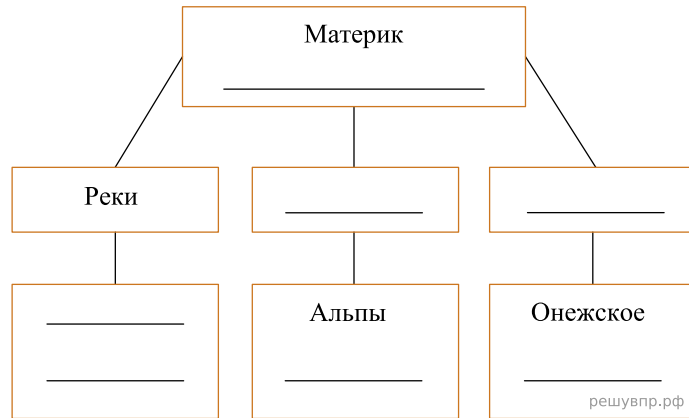 Материк
Реки
Альпы
Онежское
решувпр.рф